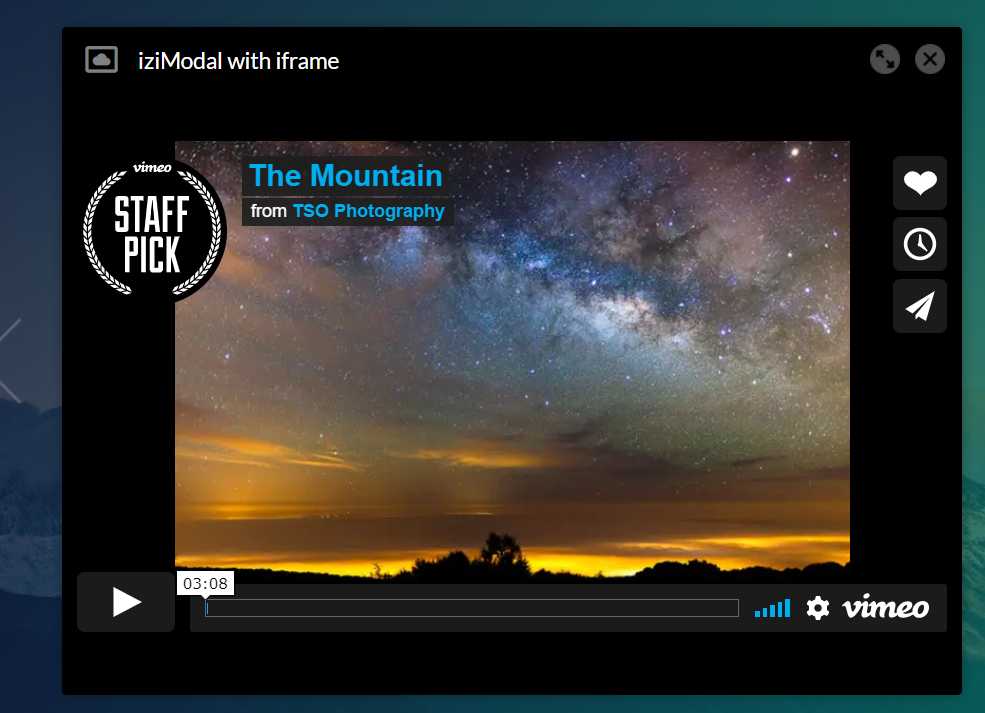 iziModal with iframe
vimeo
STAFF
PICK
The Mountain
from TSO Photography
03:08
vimeo